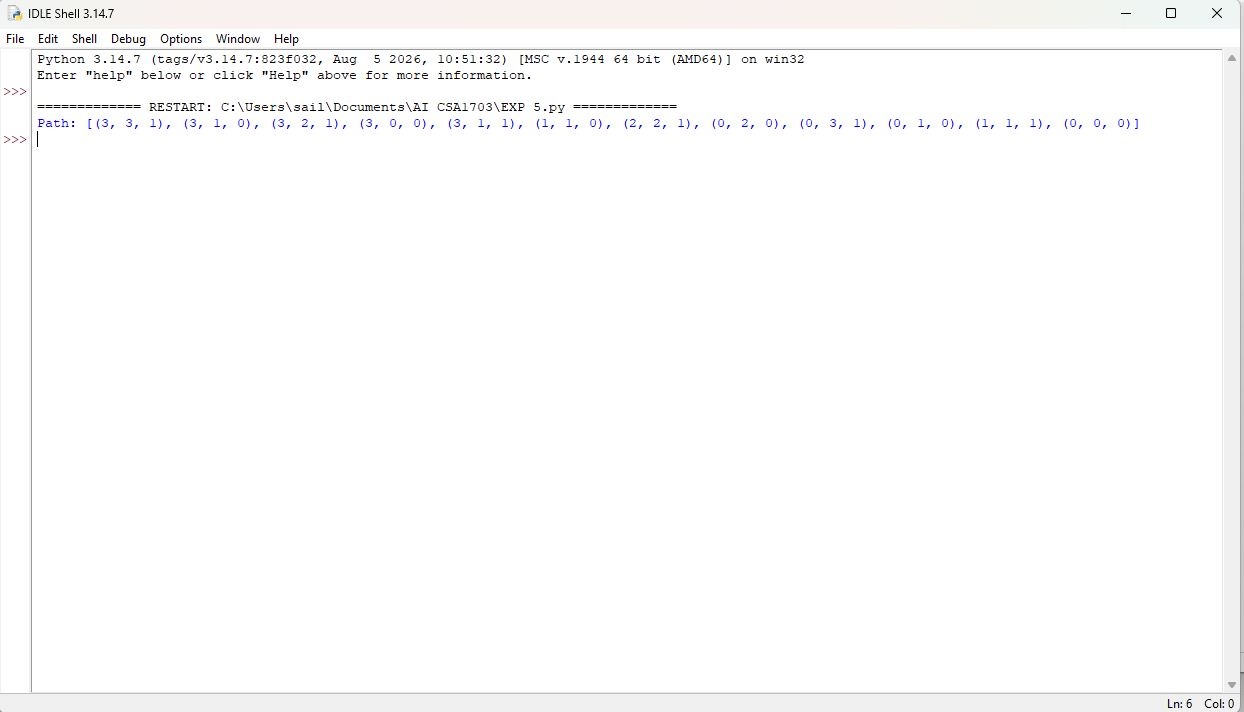 IDLE Shell 3.14.7
File Edit Shell Debug Options Window Help
Python 3.14.7 (tags/v3.14.7:823f032, Aug  5 2026, 10:51:32) [MSC v.1944 64 bit (AMD64)] on win32
Enter "help" below or click "Help" above for more information.
>>>
============= RESTART: C:\Users\sail\Documents\AI CSA1703\EXP 5.py =============
Path: [(3, 3, 1), (3, 1, 0), (3, 2, 1), (3, 0, 0), (3, 1, 1), (1, 1, 0), (2, 2, 1), (0, 2, 0), (0, 3, 1), (0, 1, 0), (1, 1, 1), (0, 0, 0)]
>>>
Ln: 6 Col: 0